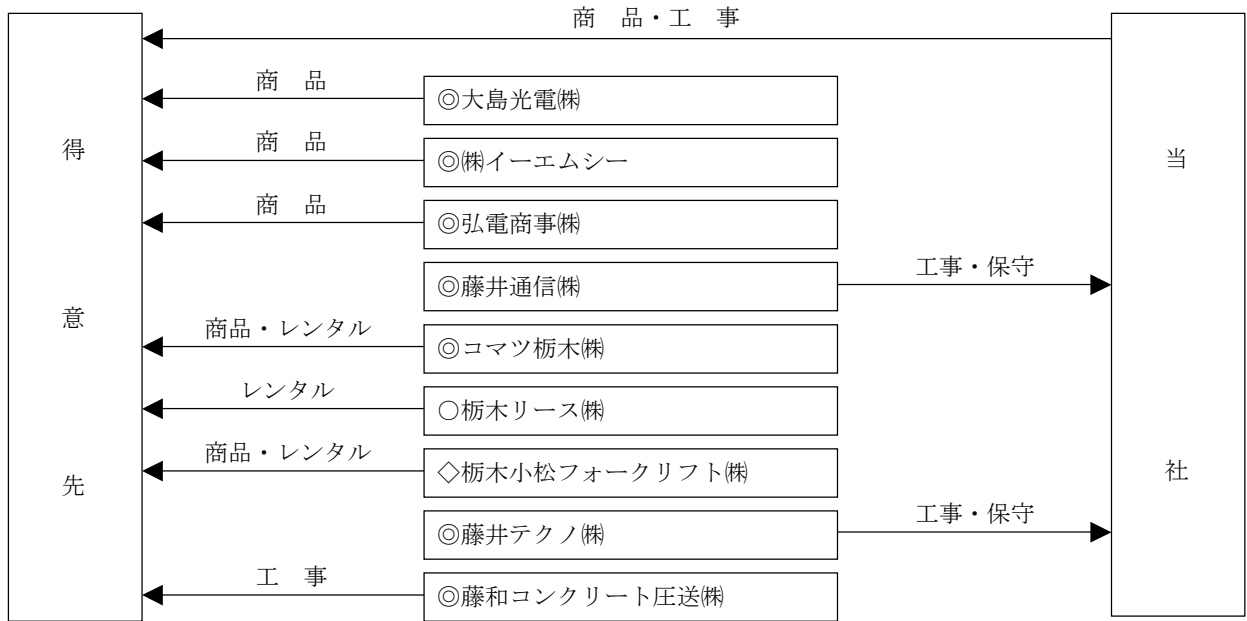 商　品・工　事
得意先
当社
商　品
◎大島光電㈱
商　品
◎㈱イーエムシー
商　品
◎弘電商事㈱
◎藤井通信㈱
工事・保守
商品・レンタル
◎コマツ栃木㈱
レンタル
○栃木リース㈱
商品・レンタル
◇栃木小松フォークリフト㈱
◎藤井テクノ㈱
工事・保守
工　事
◎藤和コンクリート圧送㈱